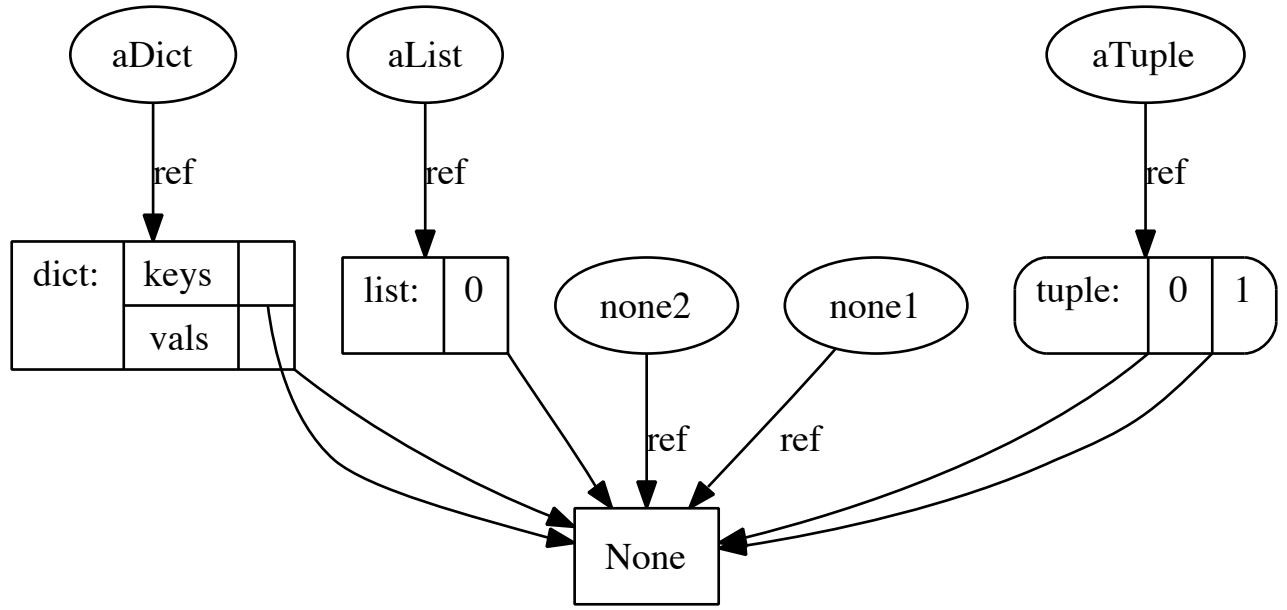 aDict
aList
aTuple
ref
ref
ref
dict:
keys
vals
list:
0
none2
none1
tuple:
0
1
ref
ref
None